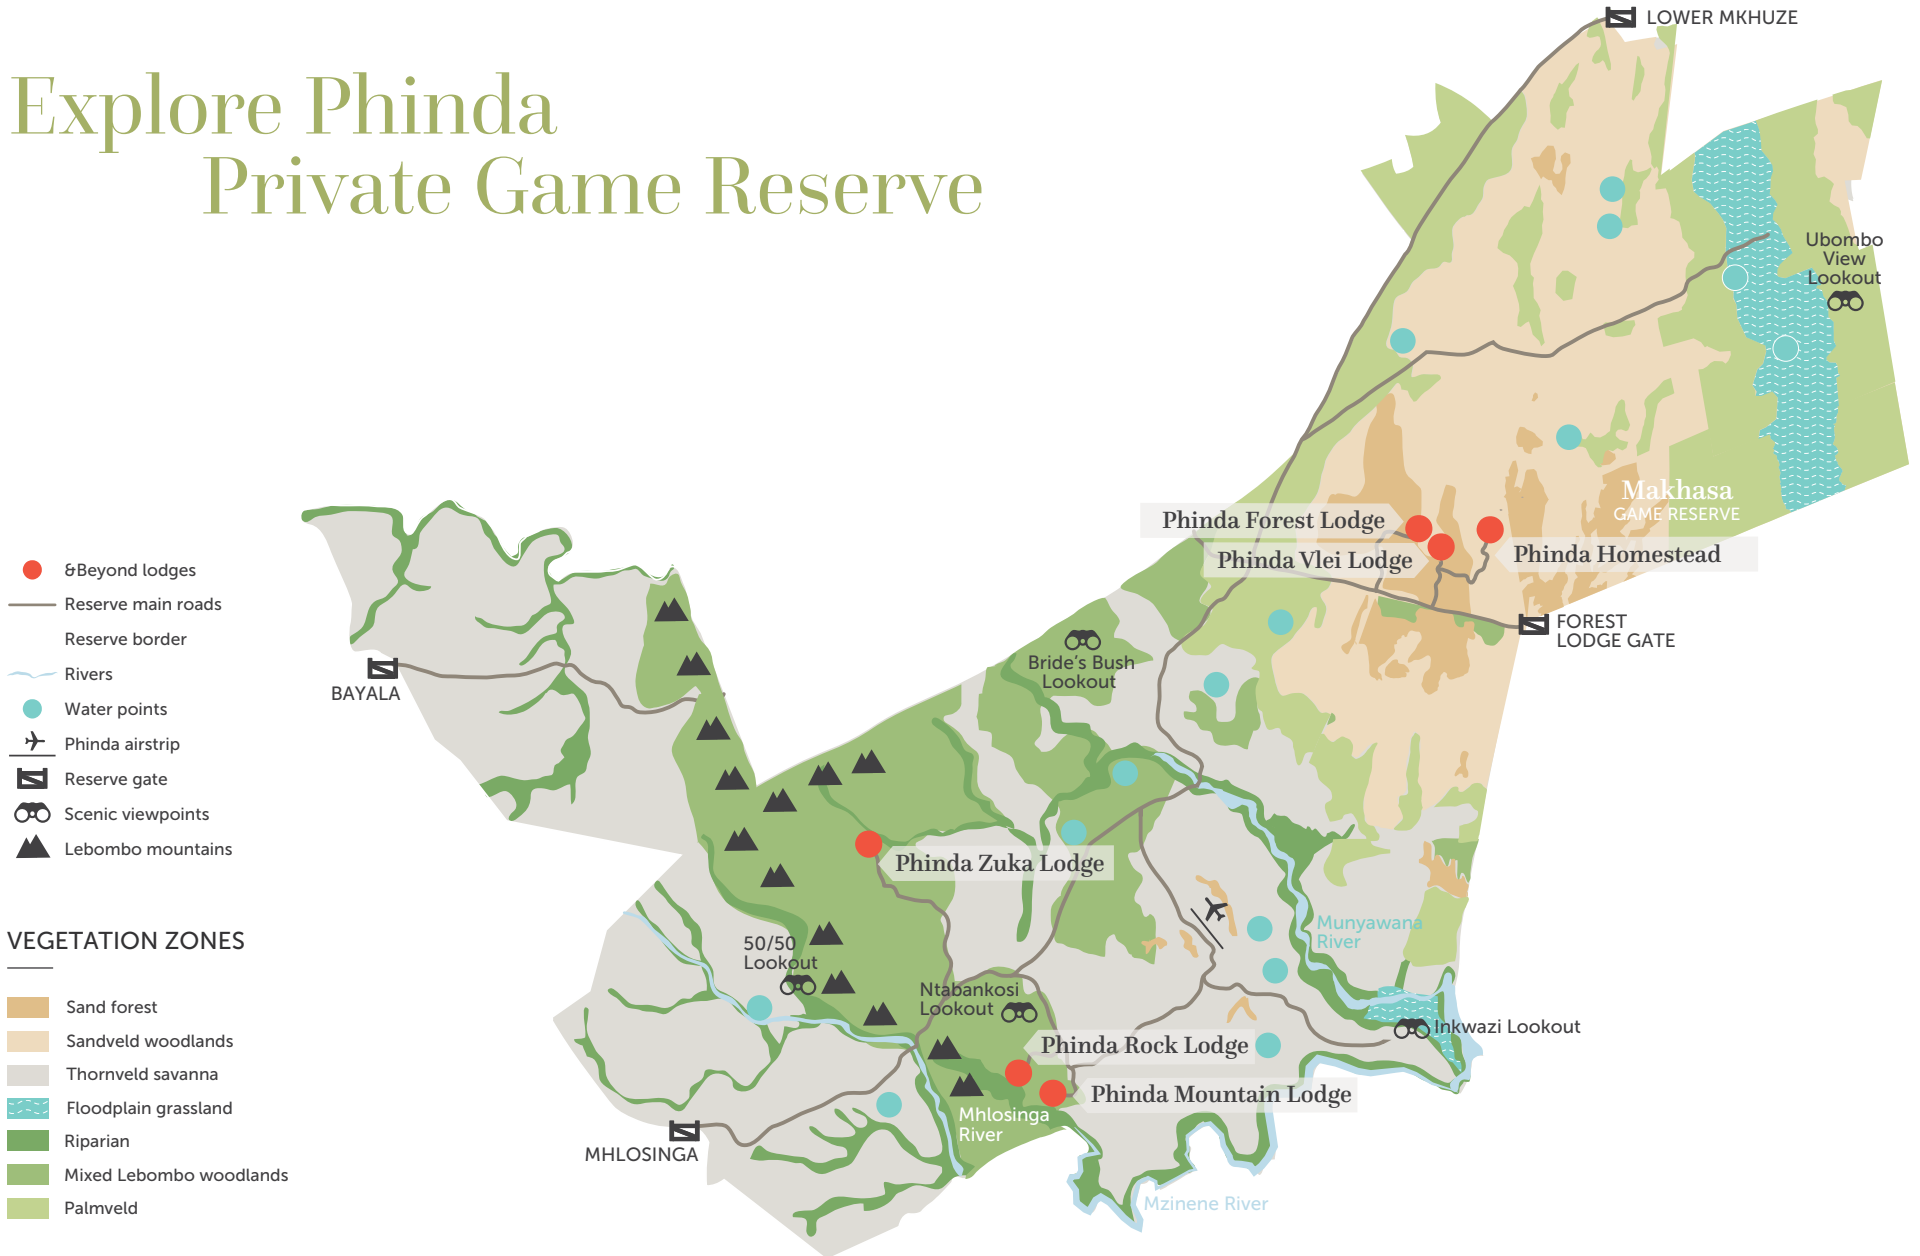 Explore Phinda
Private Game Reserve
LOWER MKHUZE
Ubombo
View
Lookout
Makhasa
GAME RESERVE
Phinda Forest Lodge
Phinda Vlei Lodge
Phinda Homestead
FOREST
LODGE GATE
Bride's Bush
Lookout
BAYALA
Phinda Zuka Lodge
50/50
Lookout
Munyawana
River
Ntabankosi
Lookout
Inkwazi Lookout
Phinda Rock Lodge
Phinda Mountain Lodge
Mhlosinga
River
MHLOSINGA
Mzinene River
&Beyond lodges
Reserve main roads
Reserve border
Rivers
Water points
Phinda airstrip
Reserve gate
Scenic viewpoints
Lebombo mountains
VEGETATION ZONES
Sand forest
Sandveld woodlands
Thornveld savanna
Floodplain grassland
Riparian
Mixed Lebombo woodlands
Palmveld